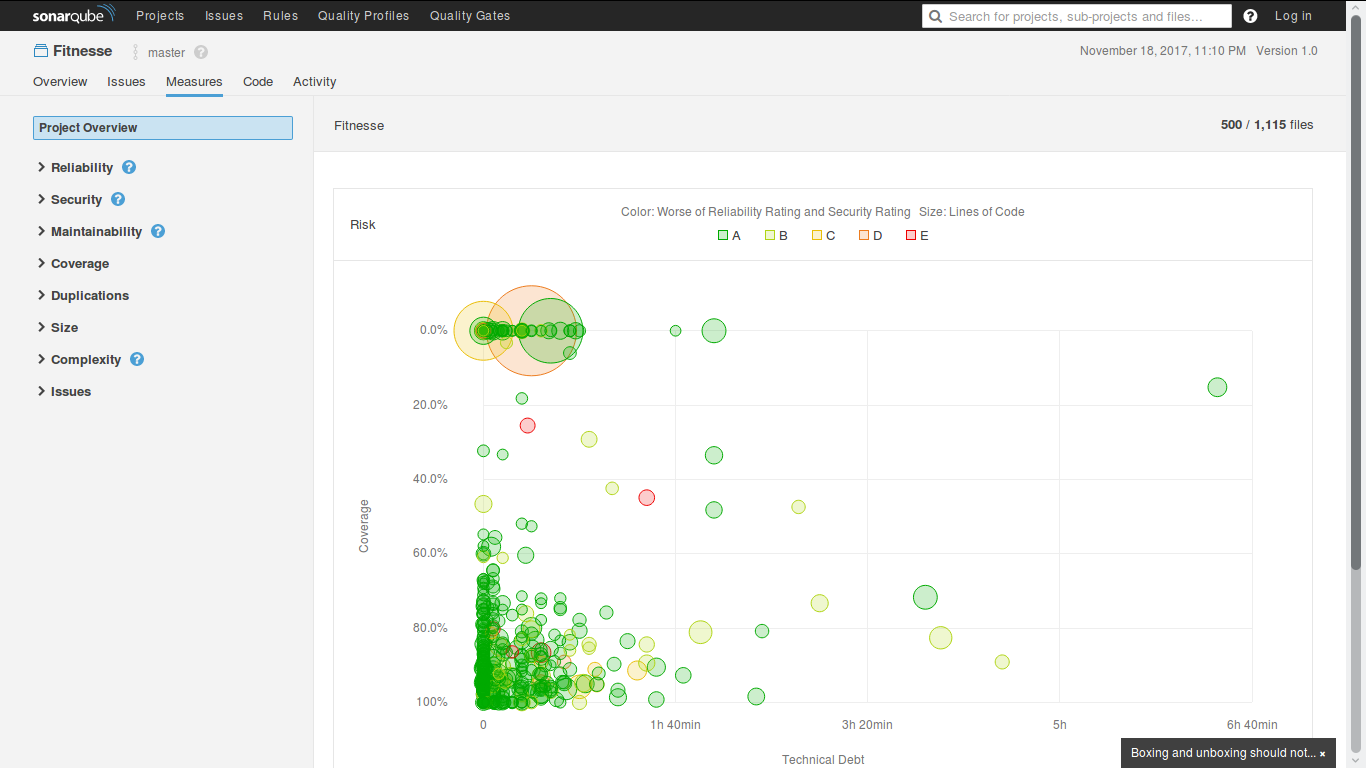 sonarqube Projects Issues Rules Quality Profiles Quality Gates Search for projects, sub-projects and files... ? Log in
Fitnesse master ? November 18, 2017, 11:10 PM Version 1.0
Overview Issues Measures Code Activity
Project Overview
Fitnesse 500 / 1,115 files
Reliability ?
Security ?
Maintainability ?
Coverage
Duplications
Size
Complexity ?
Issues
Risk
Color: Worse of Reliability Rating and Security Rating Size: Lines of Code
A B C D E
0.0%
20.0%
40.0%
60.0%
80.0%
100%
Coverage
0 1h 40min 3h 20min 5h 6h 40min
Technical Debt
Boxing and unboxing should not... ×